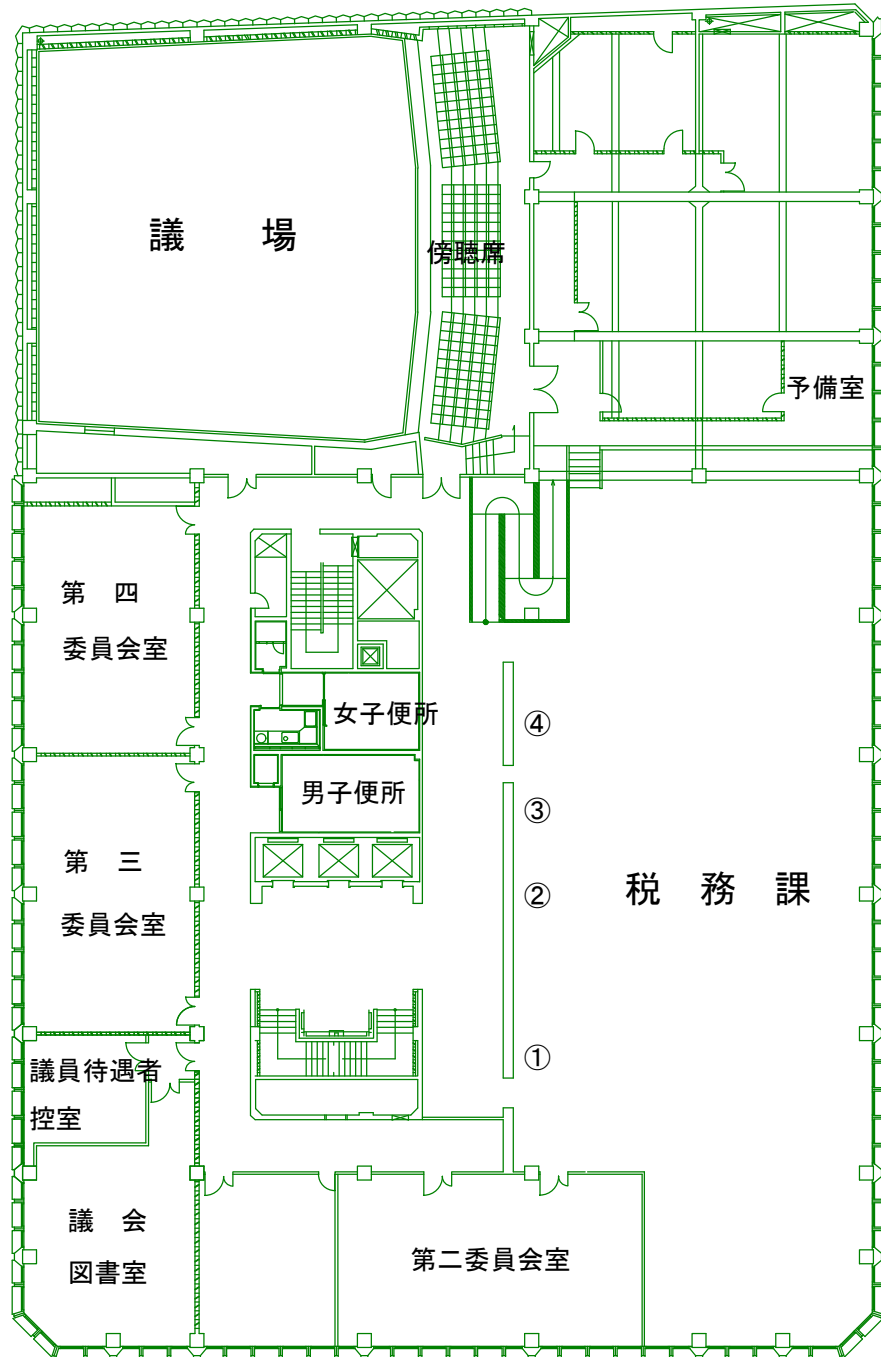 議　場
傍聴席
予備室
第　四
委員会室
女子便所
④
男子便所
③
第　三
委員会室
②
税　務　課
①
議員待遇者
控室
議　会
図書室
第二委員会室